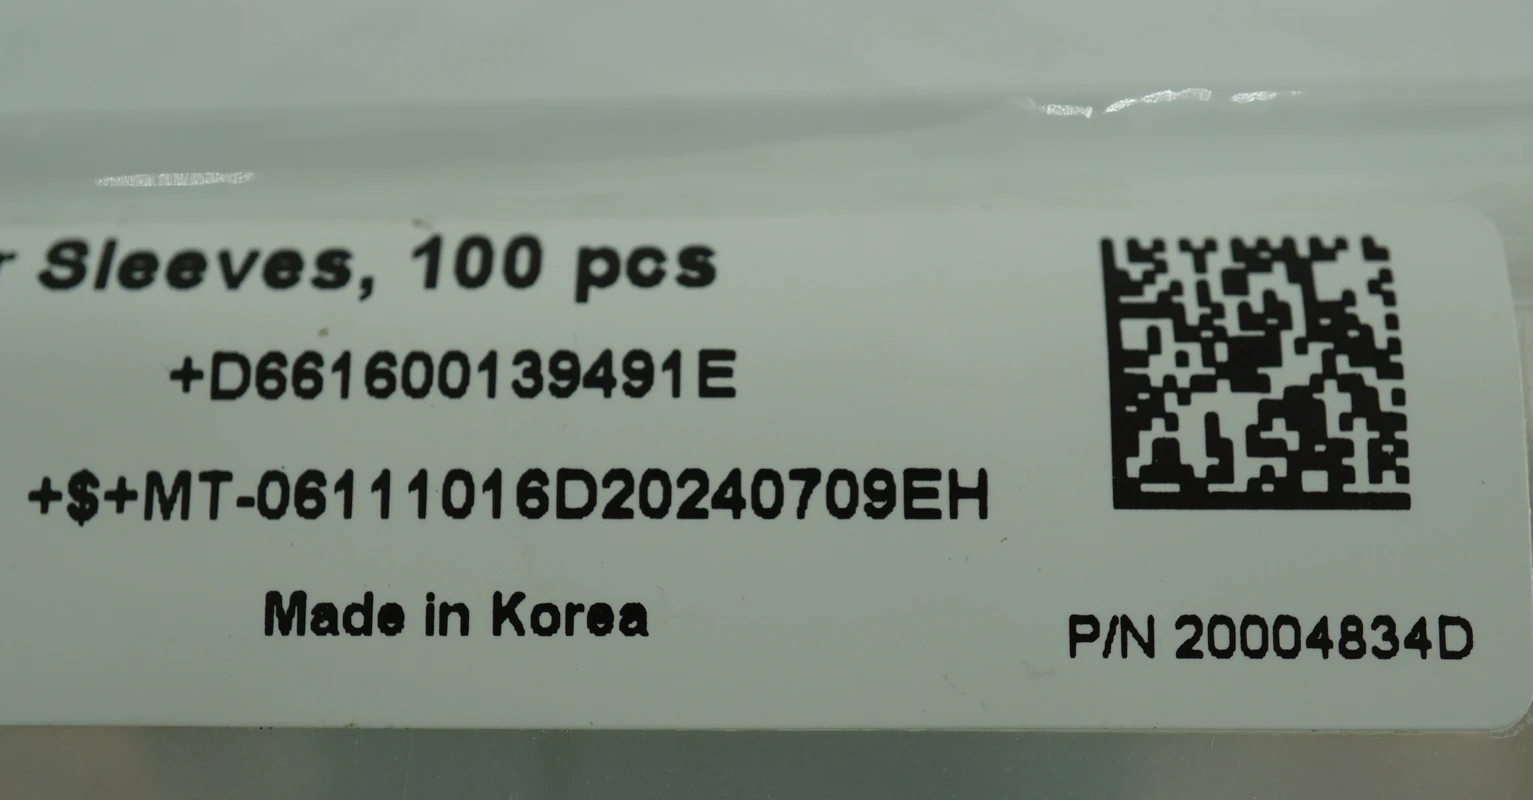 Sleeves, 100 pcs
+D661600139491E
+$+MT-06111016D20240709EH
Made in Korea
P/N 20004834D